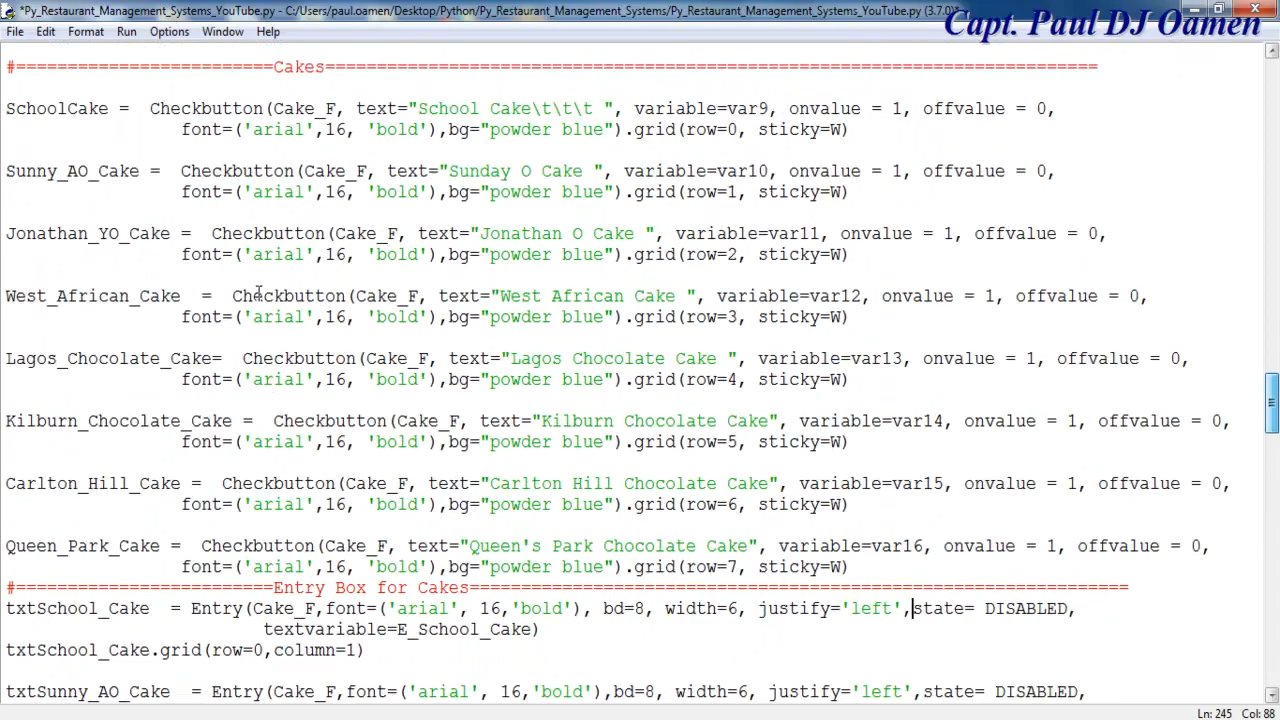 *Py_Restaurant_Management_Systems_YouTube.py - C:/Users/paul.oamen/Desktop/Python/Py_Restaurant_Management_Systems/Py_Restaurant_Management_Systems_YouTube.py (3.7.0)*
Capt. Paul DJ Oamen
File Edit Format Run Options Window Help
#==========================Cakes===========================================================================
SchoolCake =  Checkbutton(Cake_F, text="School Cake\t\t\t ", variable=var9, onvalue = 1, offvalue = 0,
font=('arial',16, 'bold'),bg="powder blue").grid(row=0, sticky=W)
Sunny_AO_Cake =  Checkbutton(Cake_F, text="Sunday O Cake ", variable=var10, onvalue = 1, offvalue = 0,
font=('arial',16, 'bold'),bg="powder blue").grid(row=1, sticky=W)
Jonathan_YO_Cake =  Checkbutton(Cake_F, text="Jonathan O Cake ", variable=var11, onvalue = 1, offvalue = 0,
font=('arial',16, 'bold'),bg="powder blue").grid(row=2, sticky=W)
West_African_Cake  =  Checkbutton(Cake_F, text="West African Cake ", variable=var12, onvalue = 1, offvalue = 0,
font=('arial',16, 'bold'),bg="powder blue").grid(row=3, sticky=W)
Lagos_Chocolate_Cake=  Checkbutton(Cake_F, text="Lagos Chocolate Cake ", variable=var13, onvalue = 1, offvalue = 0,
font=('arial',16, 'bold'),bg="powder blue").grid(row=4, sticky=W)
Kilburn_Chocolate_Cake =  Checkbutton(Cake_F, text="Kilburn Chocolate Cake", variable=var14, onvalue = 1, offvalue = 0,
font=('arial',16, 'bold'),bg="powder blue").grid(row=5, sticky=W)
Carlton_Hill_Cake =  Checkbutton(Cake_F, text="Carlton Hill Chocolate Cake", variable=var15, onvalue = 1, offvalue = 0,
font=('arial',16, 'bold'),bg="powder blue").grid(row=6, sticky=W)
Queen_Park_Cake =  Checkbutton(Cake_F, text="Queen's Park Chocolate Cake", variable=var16, onvalue = 1, offvalue = 0,
font=('arial',16, 'bold'),bg="powder blue").grid(row=7, sticky=W)
#=========================Entry Box for Cakes================================================================
txtSchool_Cake  = Entry(Cake_F,font=('arial', 16,'bold'), bd=8, width=6, justify='left',state= DISABLED,
textvariable=E_School_Cake)
txtSchool_Cake.grid(row=0,column=1)
txtSunny_AO_Cake  = Entry(Cake_F,font=('arial', 16,'bold'),bd=8, width=6, justify='left',state= DISABLED,
Ln: 245 Col: 88